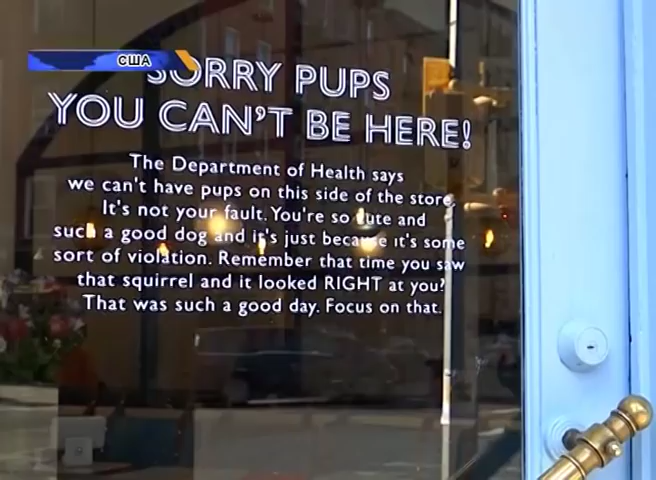 США
SORRY PUPS
YOU CAN'T BE HERE!
The Department of Health says
we can't have pups on this side of the store.
It's not your fault. You're so cute and
such a good dog and it's just because it's some
sort of violation. Remember that time you saw
that squirrel and it looked RIGHT at you?
That was such a good day. Focus on that.